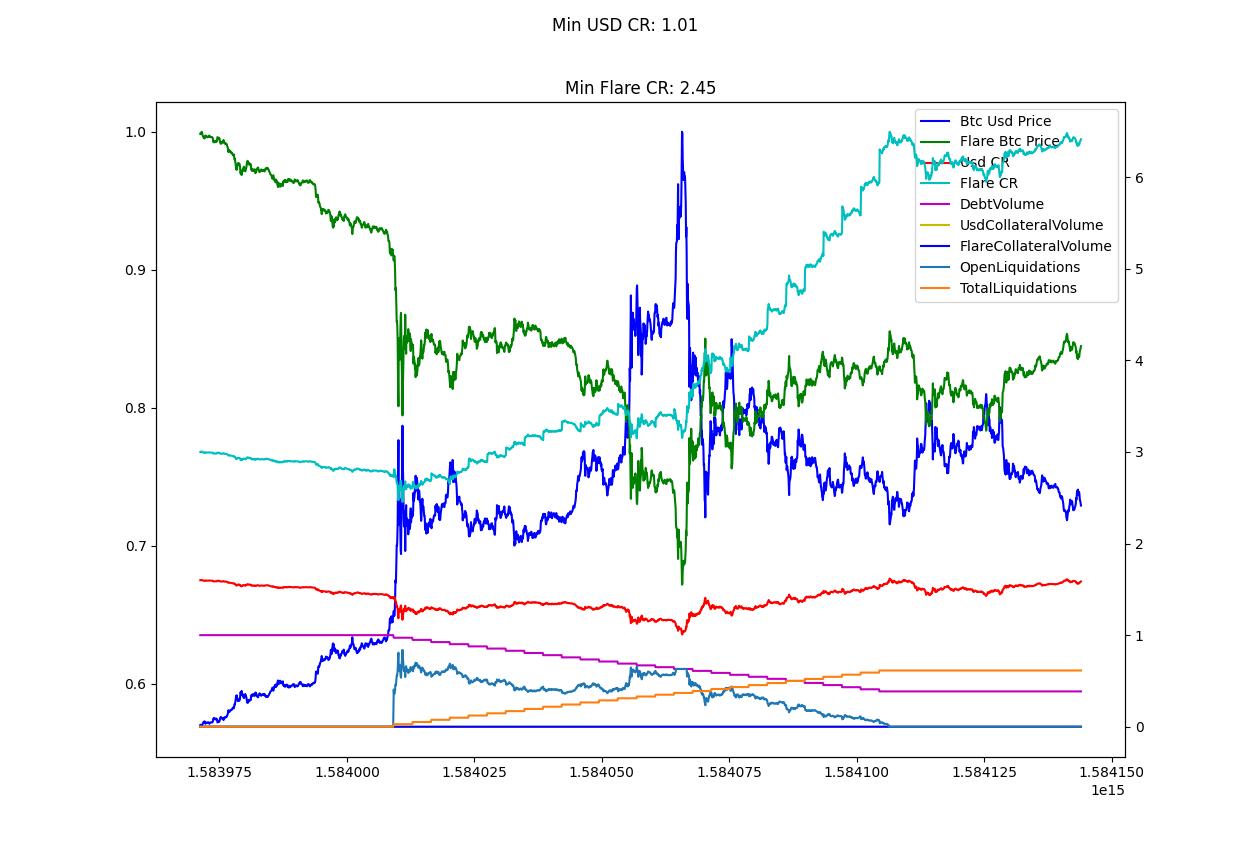 Min USD CR: 1.01
Min Flare CR: 2.45
Btc Usd Price
Flare Btc Price
Usd CR
Flare CR
DebtVolume
UsdCollateralVolume
FlareCollateralVolume
OpenLiquidations
TotalLiquidations
1.0
0.9
0.8
0.7
0.6
6
5
4
3
2
1
0
1.583975 1.584000 1.584025 1.584050 1.584075 1.584100 1.584125 1.584150
1e15